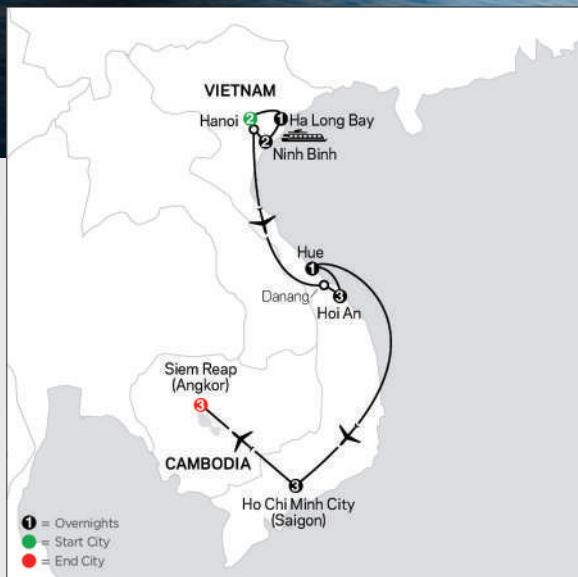 VIETNAM
Hanoi
2
1
Ha Long Bay
2
Ninh Binh
Hue
1
Danang
3
Hoi An
Siem Reap
(Angkor)
3
CAMBODIA
3
Ho Chi Minh City
(Saigon)
1 = Overnights
= Start City
= End City